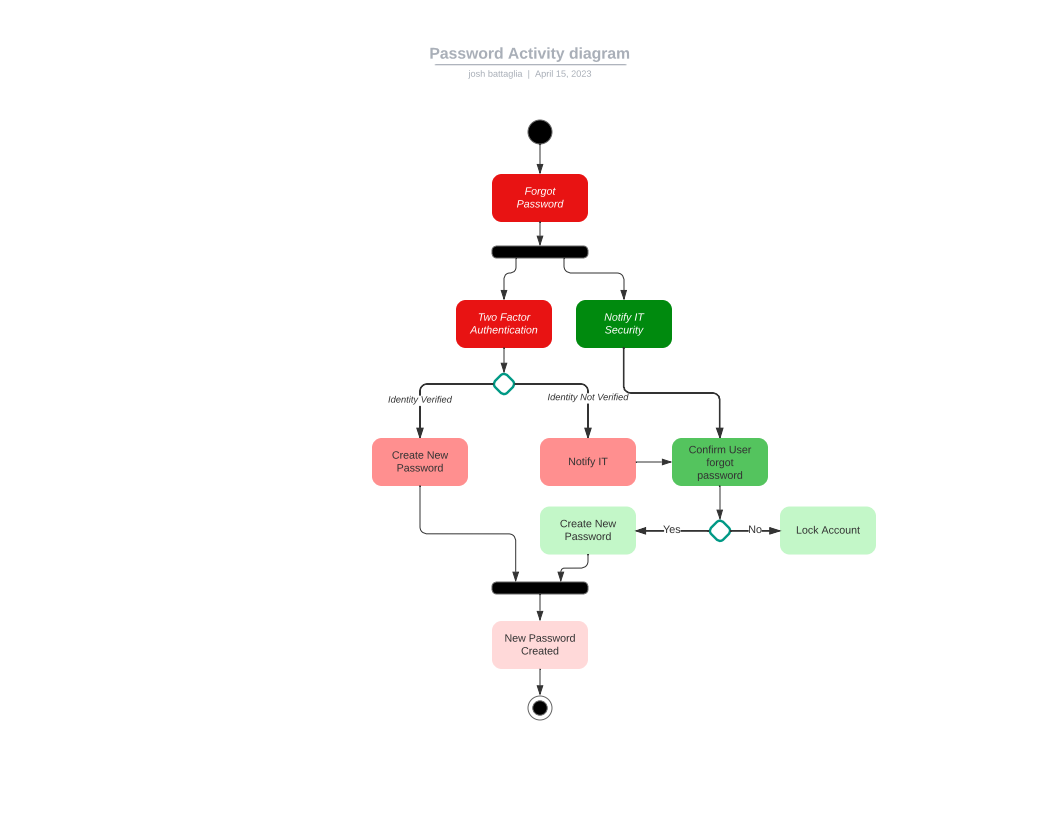 Password Activity diagram
josh battaglia | April 15, 2023
Forgot
Password
Two Factor
Authentication
Notify IT
Security
Identity Verified
Identity Not Verified
Create New
Password
Notify IT
Confirm User
forgot
password
Create New
Password
Yes
No
Lock Account
New Password
Created